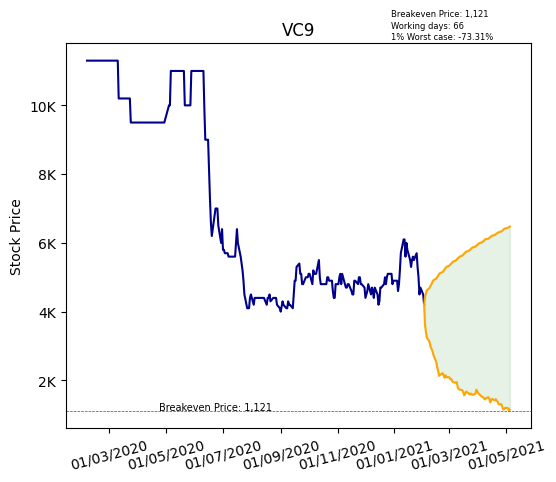 Breakeven Price: 1,121
Working days: 66
1% Worst case: -73.31%
VC9
Stock Price
10K
8K
6K
4K
2K
Breakeven Price: 1,121
01/03/2020
01/05/2020
01/07/2020
01/09/2020
01/11/2020
01/01/2021
01/03/2021
01/05/2021